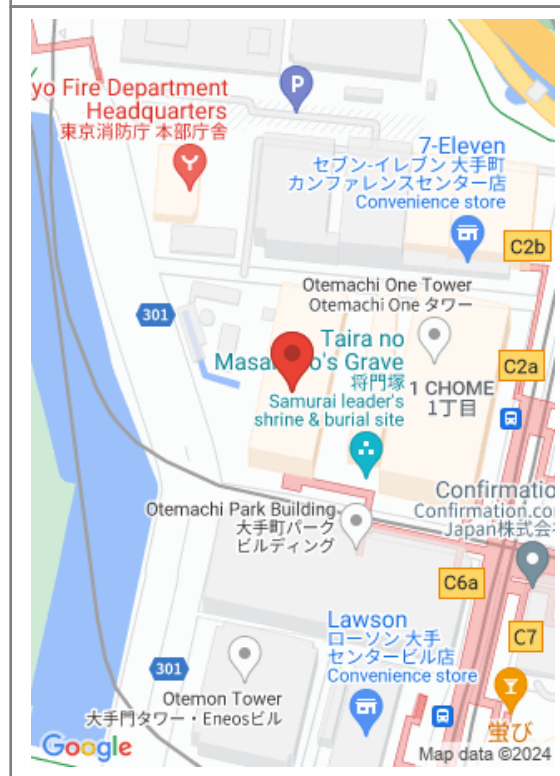 yo Fire Department
Headquarters
東京消防庁 本部庁舎
P
7-Eleven
セブン-イレブン 大手町
カンファレンスセンター店
Convenience store
C2b
Otemachi One Tower
Otemachi One タワー
301
Taira no
Masa o's Grave
将門塚
Samurai leader's
shrine & burial site
1 CHOME
1丁目
C2a
Otemachi Park Building
大手町パーク
ビルディング
Confirmatio
Confirmation.co
Japan株式会
C6a
C7
Lawson
ローソン 大手
センタービル店
Convenience store
301
Otemon Tower
大手門タワー・Eneosビル
蛍び
Google
Map data ©2024